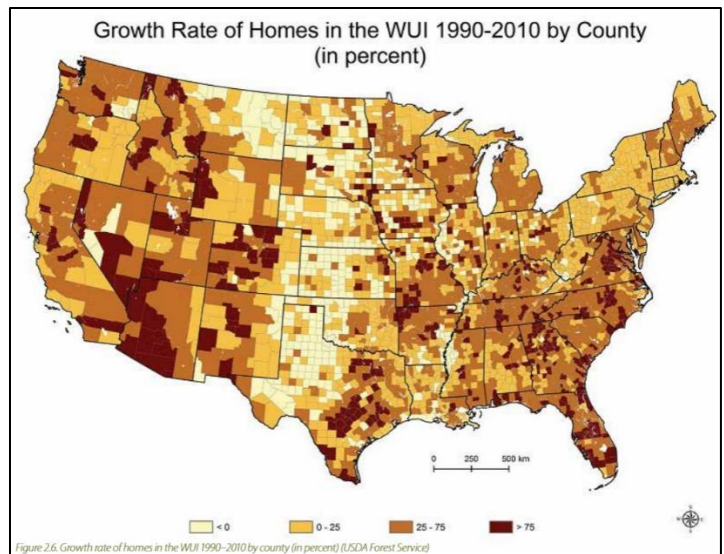 Growth Rate of Homes in the WUI 1990-2010 by County
(in percent)
0 250 500 km
< 0 0 - 25 25 - 75 > 75
Figure 2.6. Growth rate of homes in the WUI 1990–2010 by county (in percent) (USDA Forest Service)